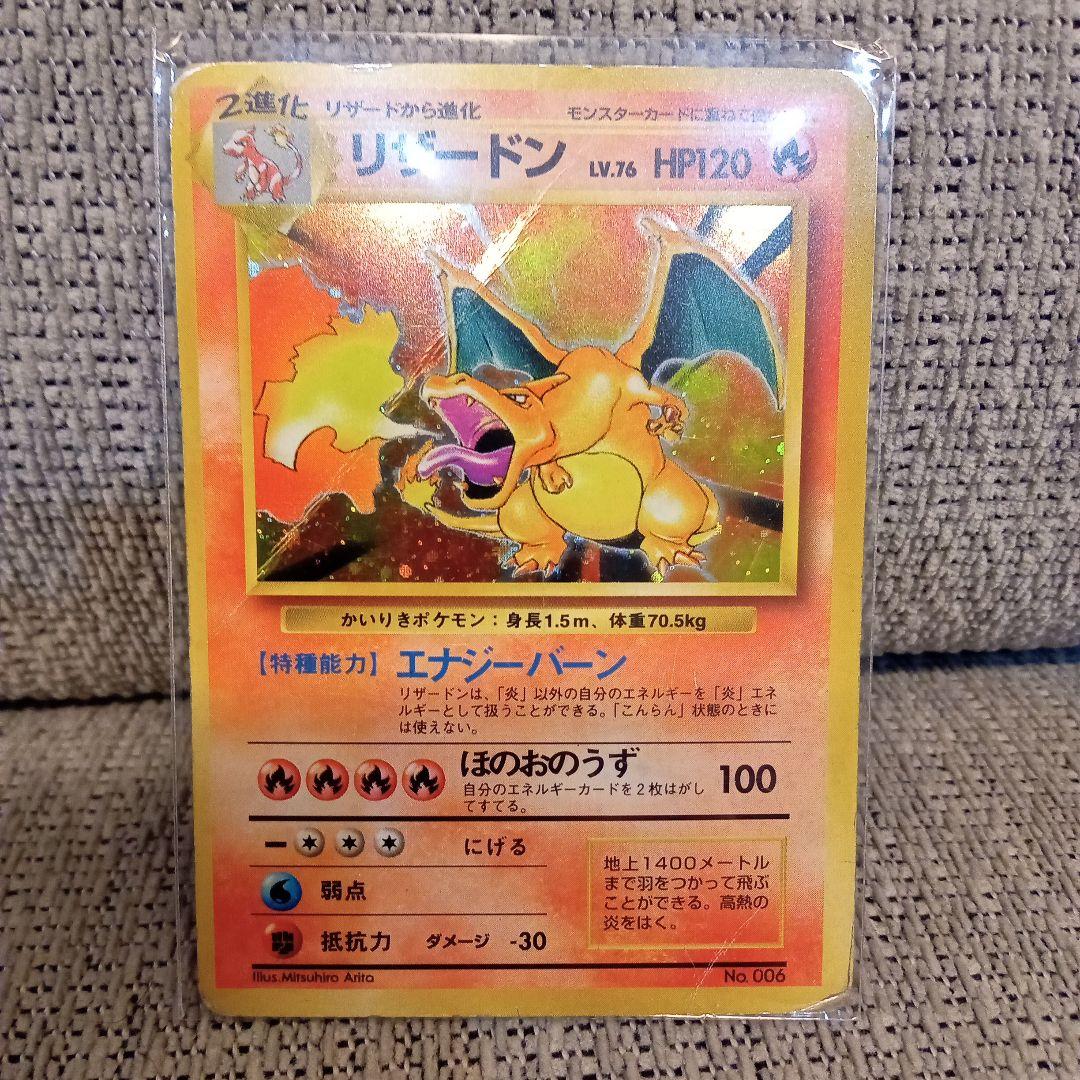 2進化 リザードから進化 モンスターカードに重ねて使
リザードン LV.76 HP120
かいりきポケモン：身長1.5m、体重70.5kg
【特種能力】エナジーバーン
リザードンは、「炎」以外の自分のエネルギーを「炎」エネ
ルギーとして扱うことができる。「こんらん」状態のときに
は使えない。
ほのおのうず 100
自分のエネルギーカードを2枚はがし
てすてる。
ー にげる
弱点
抵抗力 ダメージ -30
地上1400メートル
まで羽をつかって飛ぶ
ことができる。高熱の
炎をはく。
Illus.Mitsuhiro Arita No. 006